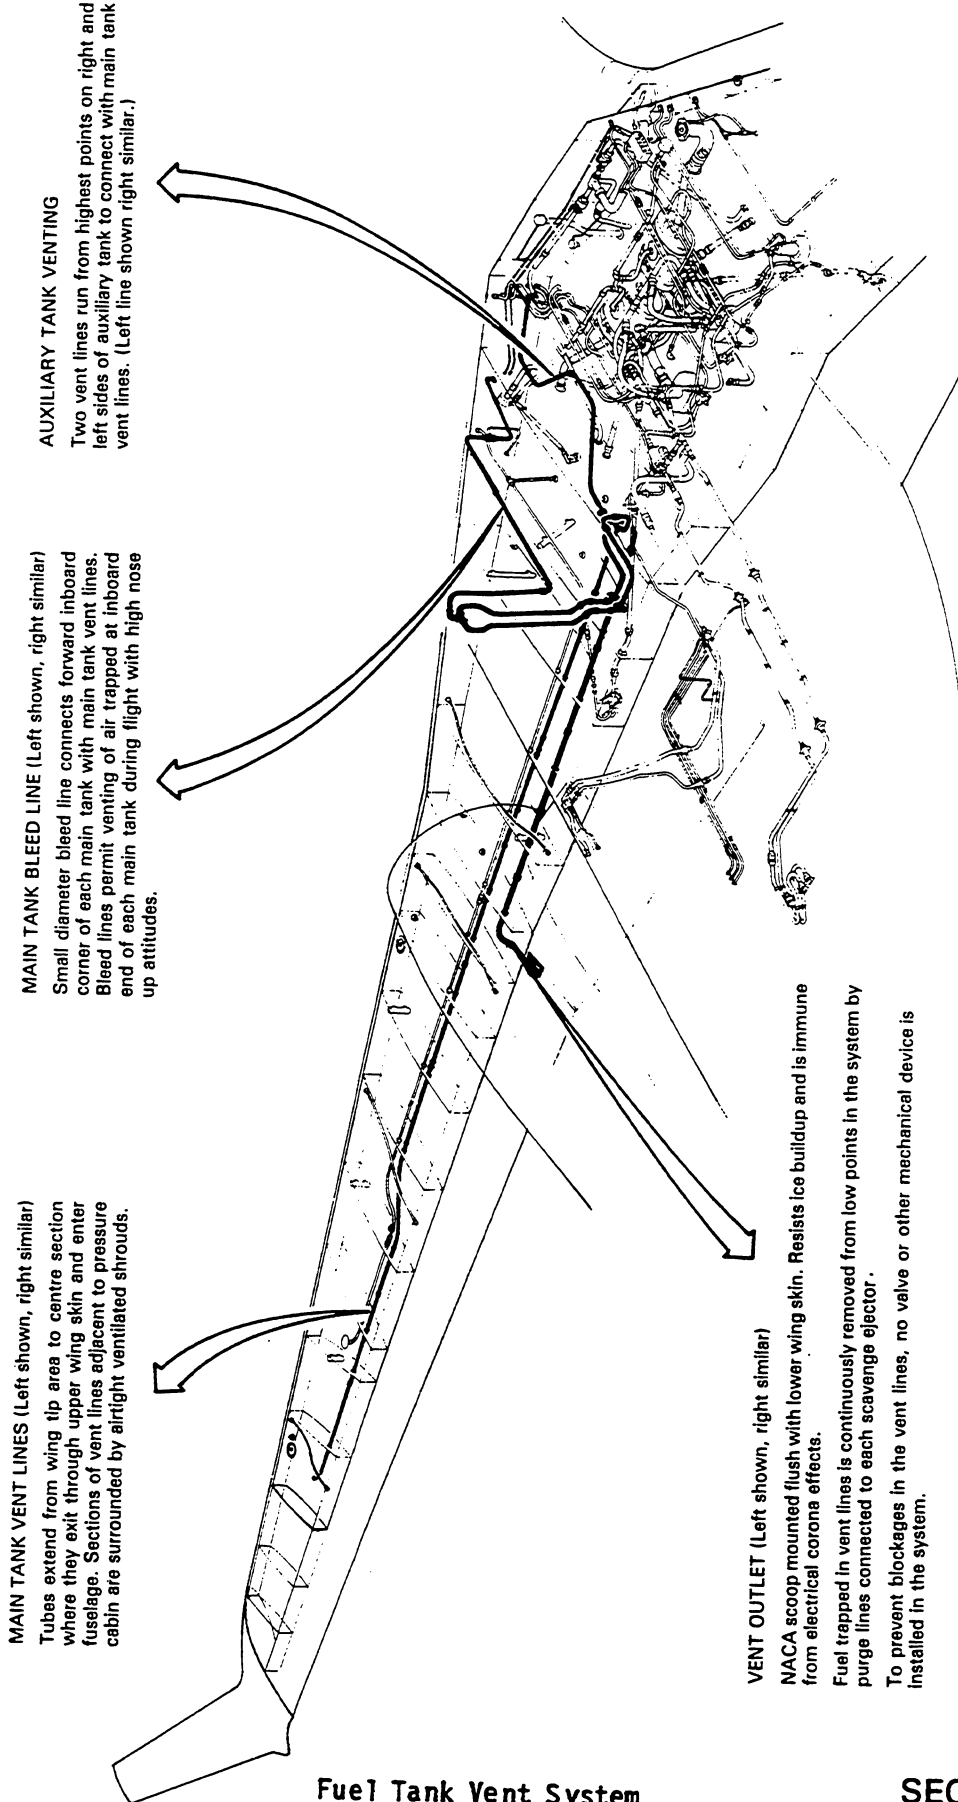 MAIN TANK VENT LINES (Left shown, right similar)
Tubes extend from wing tip area to centre section
where they exit through upper wing skin and enter
fuselage. Sections of vent lines adjacent to pressure
cabin are surrounded by airtight ventilated shrouds.
MAIN TANK BLEED LINE (Left shown, right similar)
Small diameter bleed line connects forward inboard
corner of each main tank with main tank vent lines.
Bleed lines permit venting of air trapped at inboard
end of each main tank during flight with high nose
up attitudes.
AUXILIARY TANK VENTING
Two vent lines run from highest points on right and
left sides of auxiliary tank to connect with main tank
vent lines. (Left line shown right similar.)
VENT OUTLET (Left shown, right similar)
NACA scoop mounted flush with lower wing skin. Resists ice buildup and is immune
from electrical corona effects.
Fuel trapped in vent lines is continuously removed from low points in the system by
purge lines connected to each scavenge ejector.
To prevent blockages in the vent lines, no valve or other mechanical device is
installed in the system.
Fuel Tank Vent System
SEC